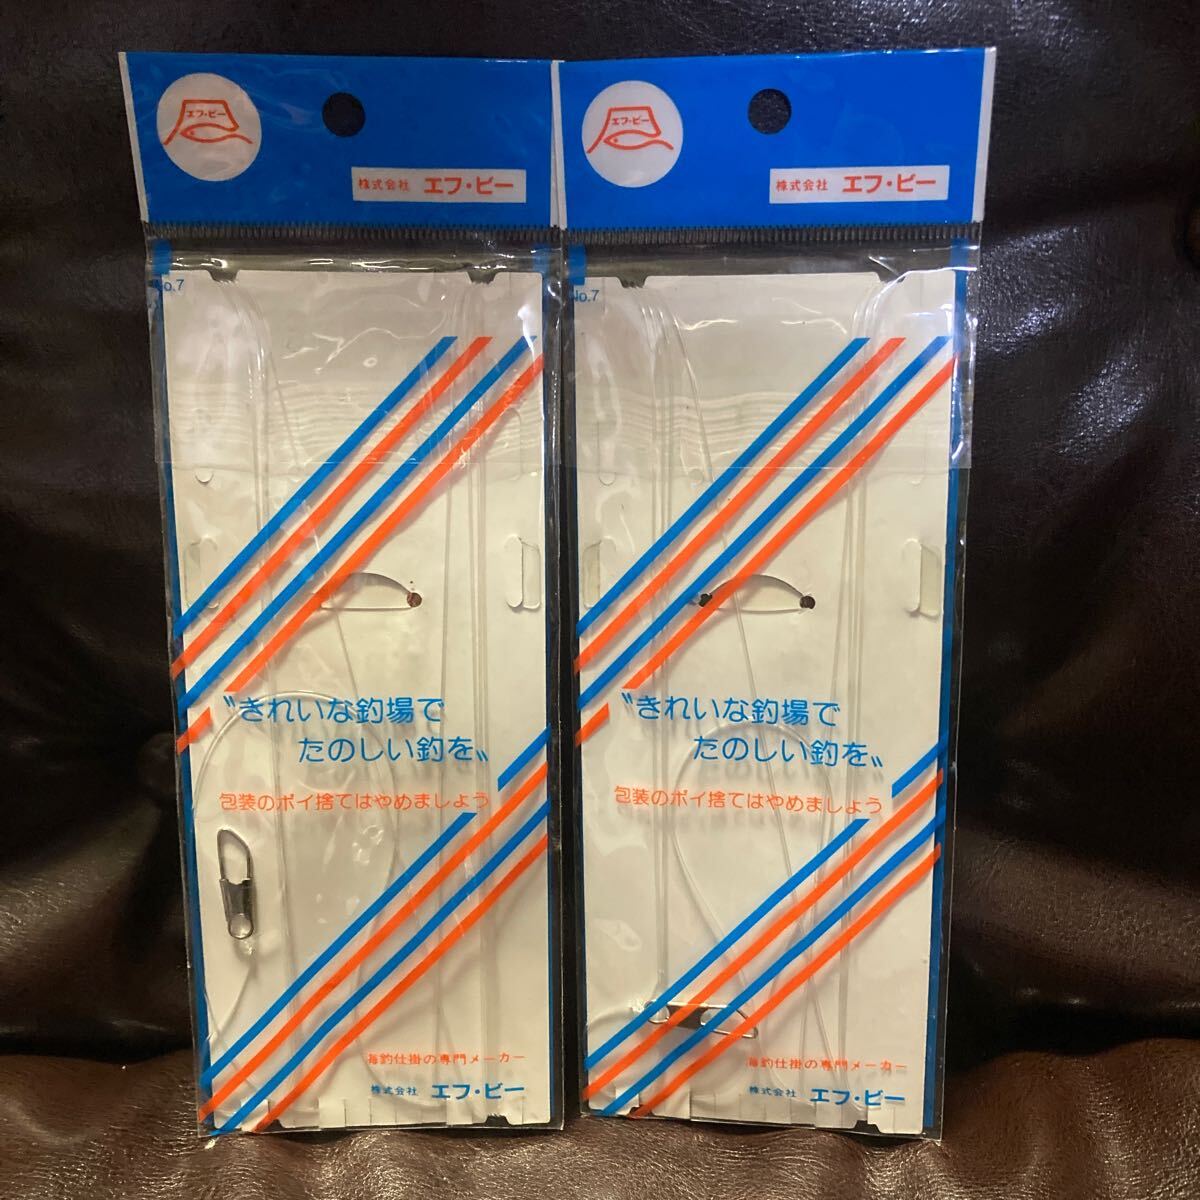 エフ・ビー
株式会社 エフ・ビー
No.7
〝きれいな釣場で
たのしい釣を〟
包装のポイ捨てはやめましょう
海釣仕掛の専門メーカー
株式会社 エフ・ビー
エフ・ビー
株式会社 エフ・ビー
No.7
〝きれいな釣場で
たのしい釣を〟
包装のポイ捨てはやめましょう
海釣仕掛の専門メーカー
株式会社 エフ・ビー